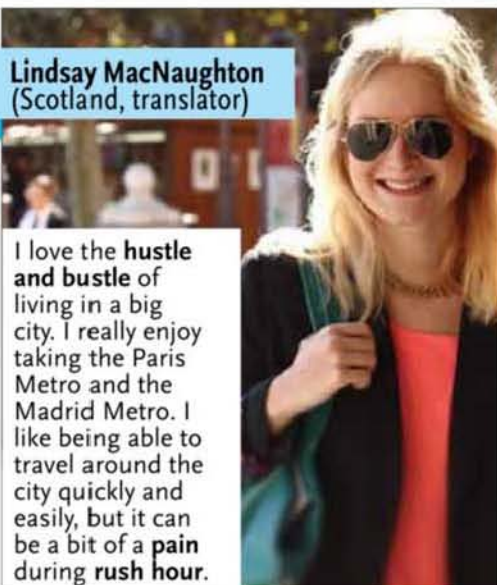 Lindsay MacNaughton
(Scotland, translator)
I love the hustle
and bustle of
living in a big
city. I really enjoy
taking the Paris
Metro and the
Madrid Metro. I
like being able to
travel around the
city quickly and
easily, but it can
be a bit of a pain
during rush hour.